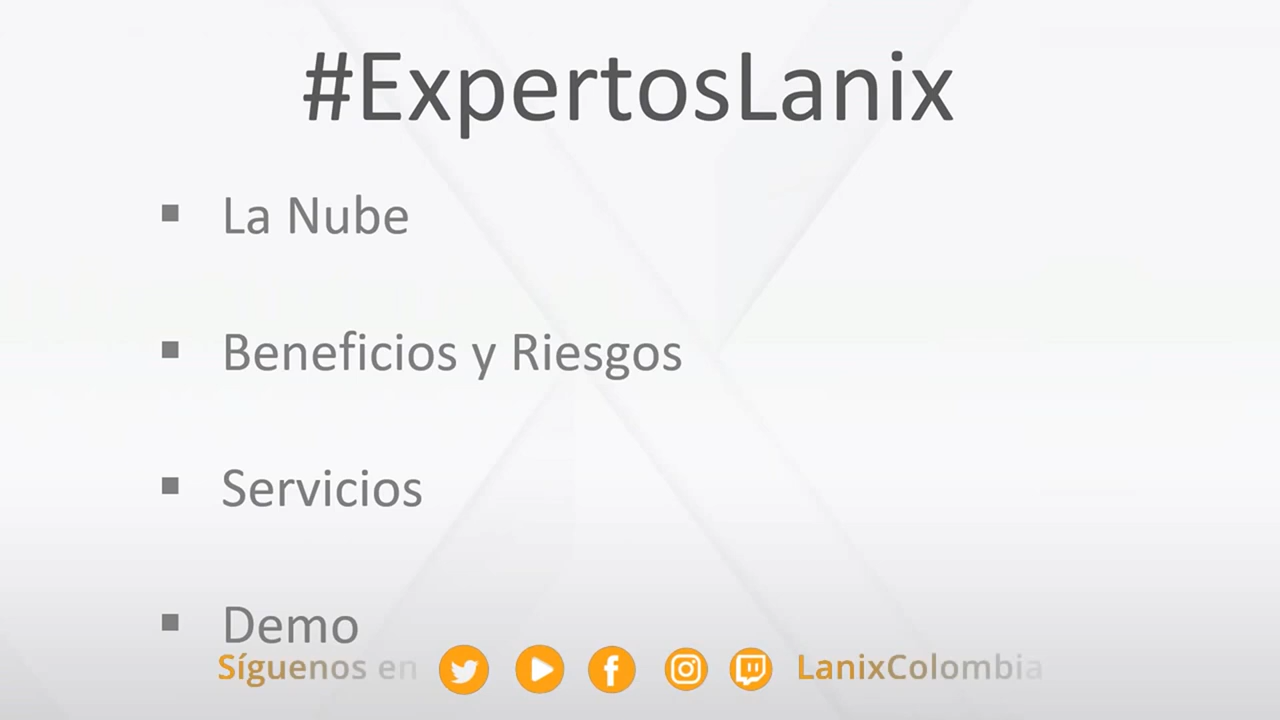 #ExpertosLanix
▪ La Nube
▪ Beneficios y Riesgos
▪ Servicios
▪ Demo
Síguenos en LanixColombia